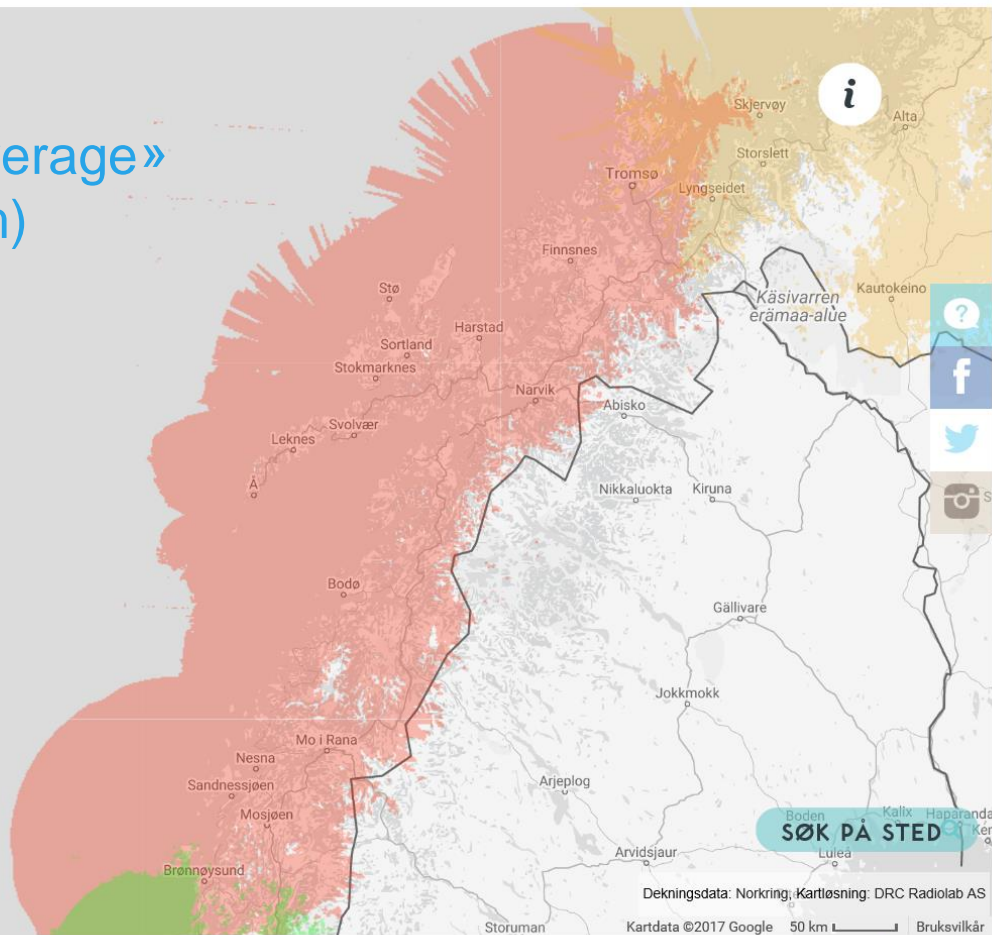 erage»
n)
i
Skjervøy
Alta
Storslett
Tromsø
Lyngseidet
Finnsnes
Stø
Käsivarren
erämaa-alue
Kautokeino
?
Harstad
Sortland
Stokmarknes
f
Narvik
Abisko
Svolvær
Leknes
Å
Nikkaluokta
Kiruna
S
Bodø
Gällivare
Jokkmokk
Mo i Rana
Nesna
Sandnessjøen
Arjeplog
Mosjøen
Boden
Kalix
Haparanda
SØK PÅ STED
Ker
Arvidsjaur
Luleå
Brønnøysund
Dekningsdata: Norkring, Kartløsning: DRC Radiolab AS
Storuman
Kartdata ©2017 Google
50 km
Bruksvilkår